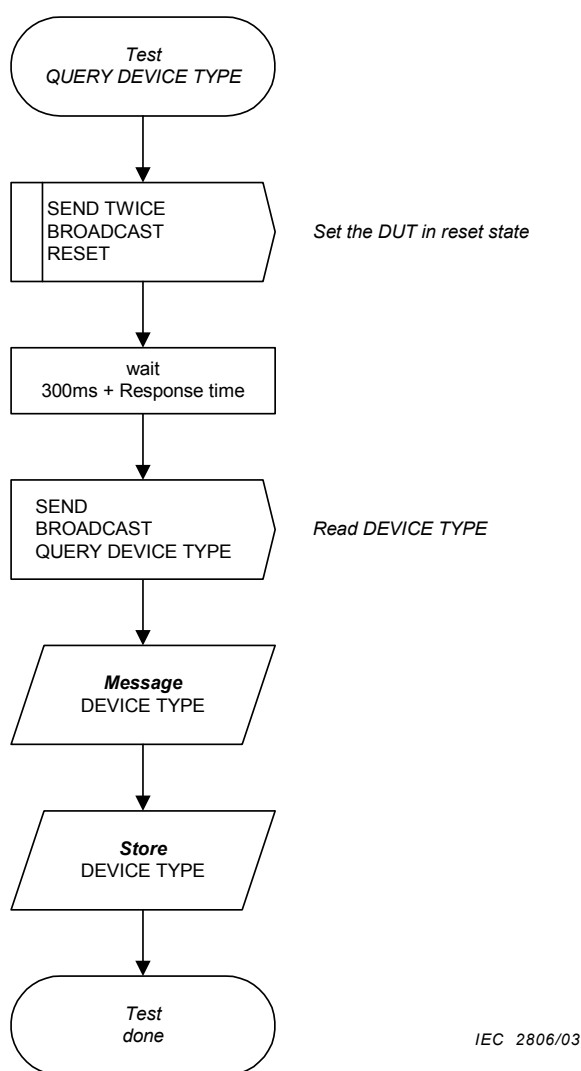 Test
QUERY DEVICE TYPE
SEND TWICE
BROADCAST
RESET
Set the DUT in reset state
wait
300ms + Response time
SEND
BROADCAST
QUERY DEVICE TYPE
Read DEVICE TYPE
Message
DEVICE TYPE
Store
DEVICE TYPE
Test
done
IEC 2806/03